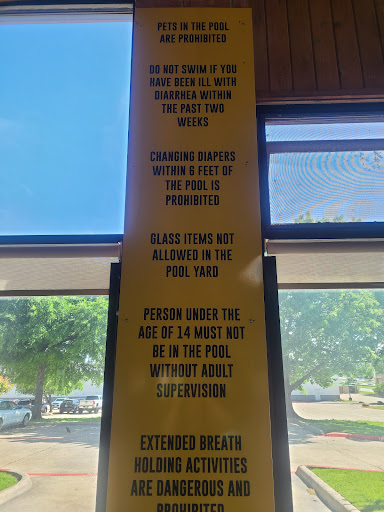 PETS IN THE POOL
ARE PROHIBITED
DO NOT SWIM IF YOU
HAVE BEEN ILL WITH
DIARRHEA WITHIN
THE PAST TWO
WEEKS
CHANGING DIAPERS
WITHIN 6 FEET OF
THE POOL IS
PROHIBITED
GLASS ITEMS NOT
ALLOWED IN THE
POOL YARD
PERSON UNDER THE
AGE OF 14 MUST NOT
BE IN THE POOL
WITHOUT ADULT
SUPERVISION
EXTENDED BREATH
HOLDING ACTIVITIES
ARE DANGEROUS AND
PROHIBITED